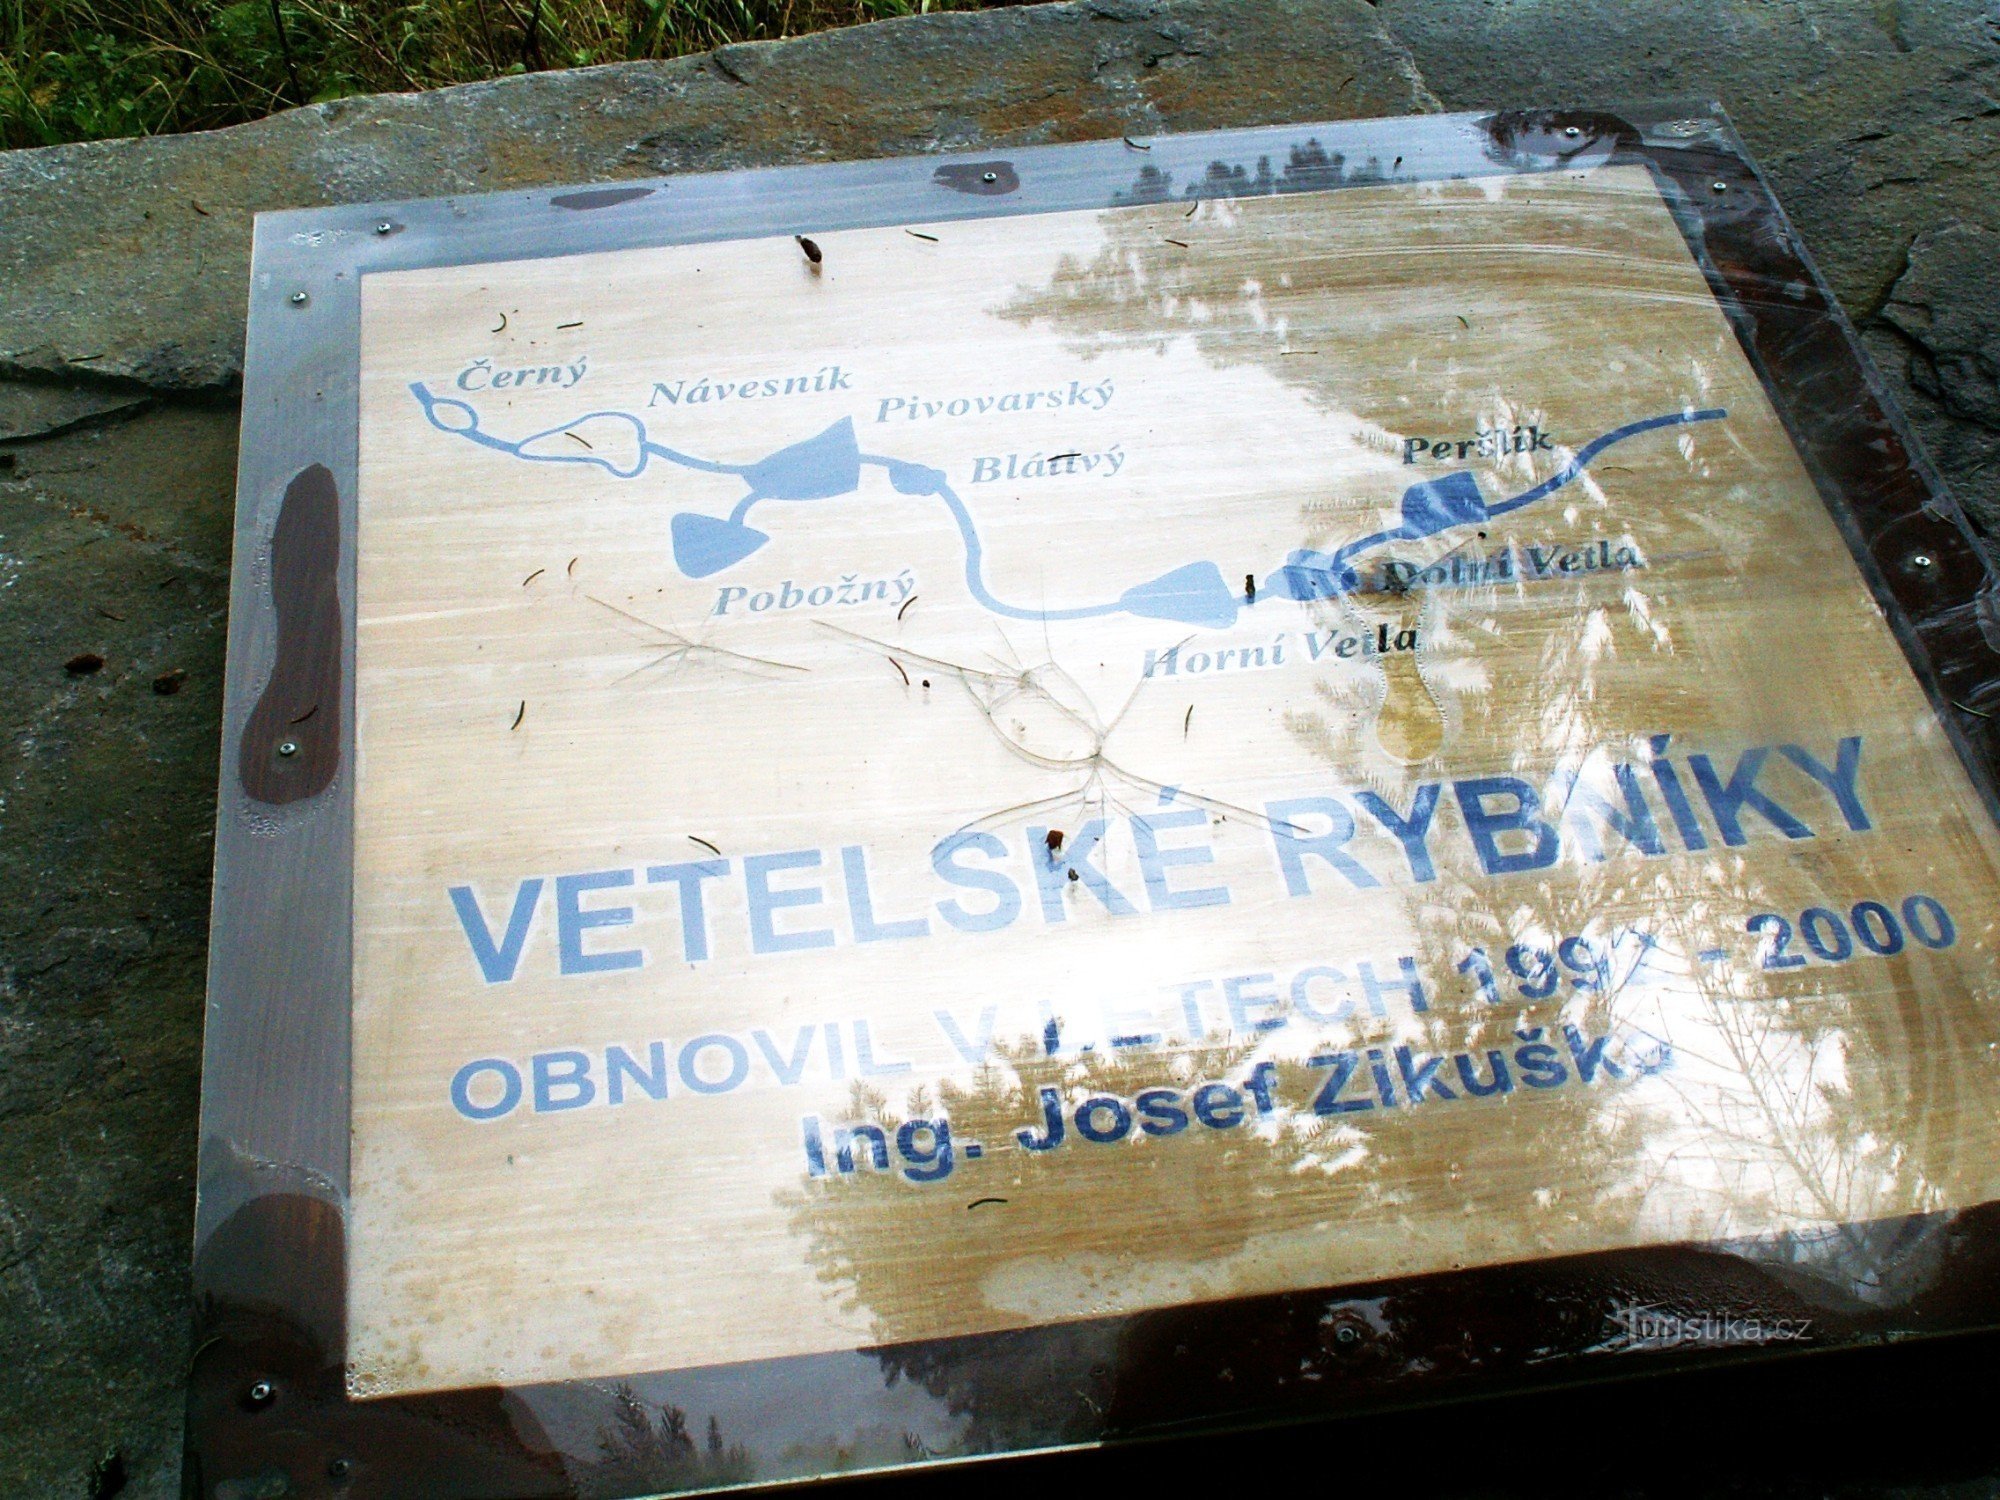 Černý
Návesník
Pivovarský
Peršlík
Pobožný
Dolní Vetla
Horní Vetla
VETELSKÉ RYBNÍKY
OBNOVIL V LETECH 1992 - 2000
Ing. Josef Zikuška
Turistika.cz